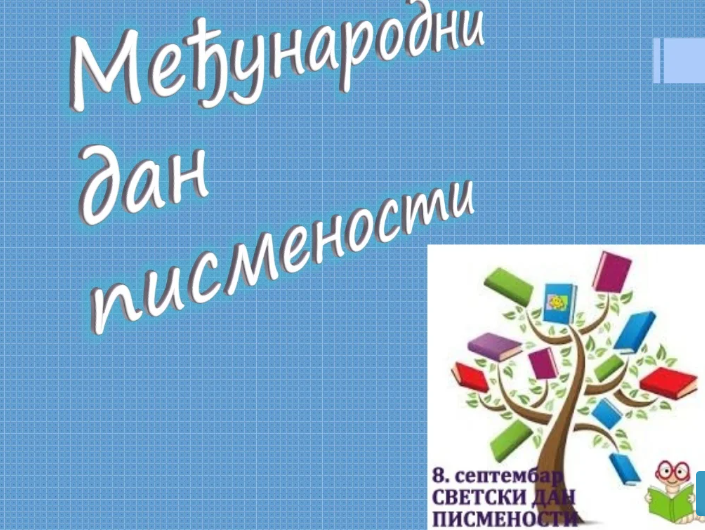 Међународни
дан
писмености
8. септембар
СВЕТСКИ ДАН
ПИСМЕНОСТИ